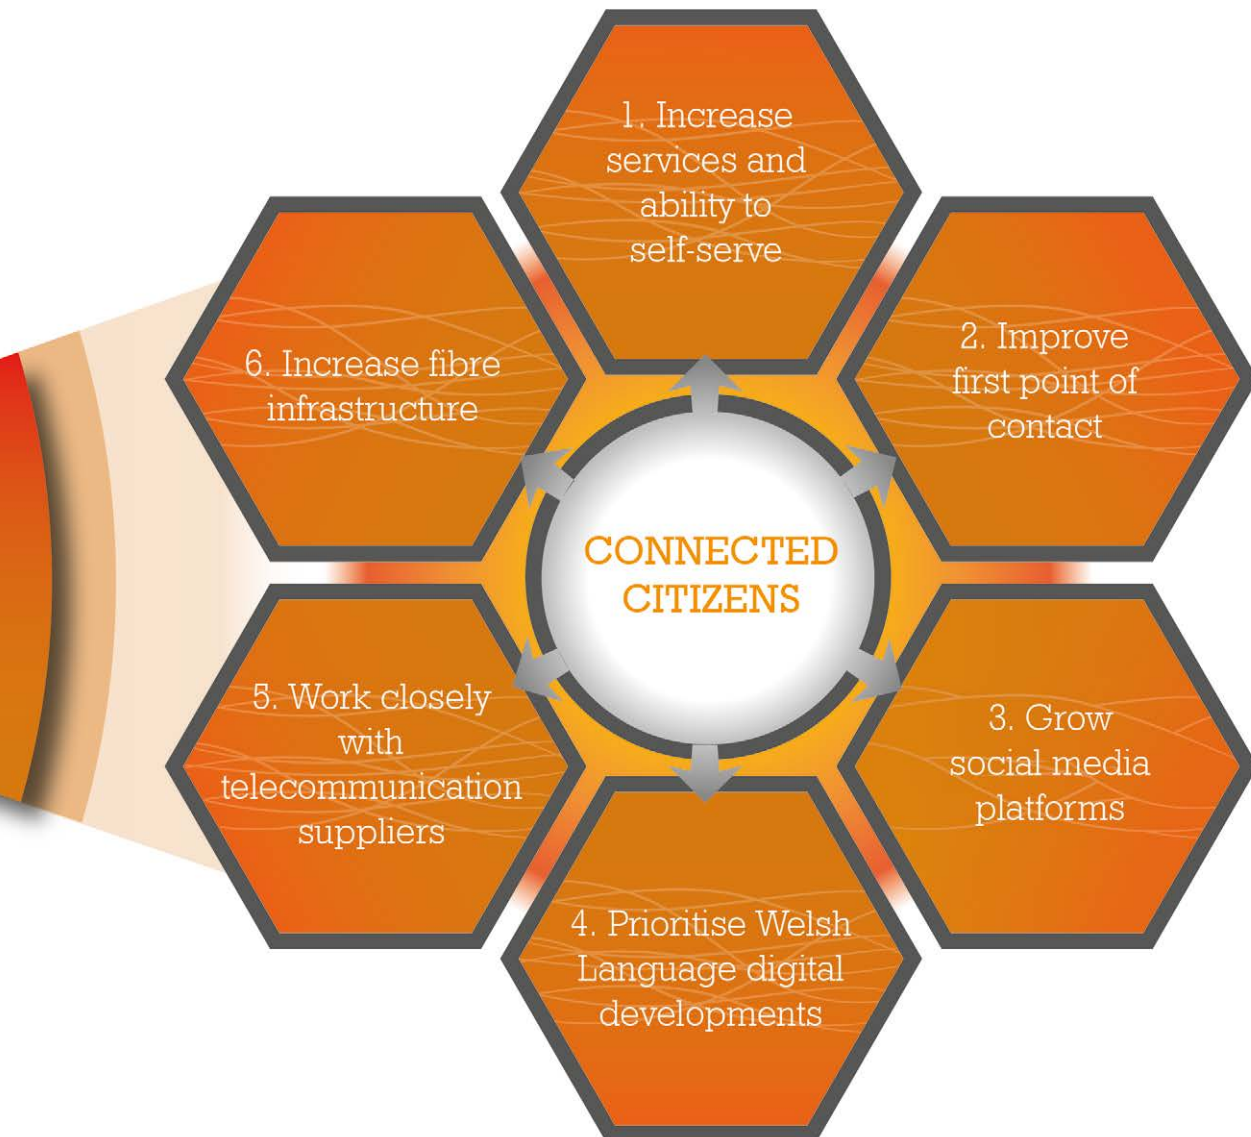 1. Increase
services and
ability to
self-serve
2. Improve
first point of
contact
3. Grow
social media
platforms
4. Prioritise Welsh
Language digital
developments
5. Work closely
with
telecommunication
suppliers
6. Increase fibre
infrastructure
CONNECTED
CITIZENS